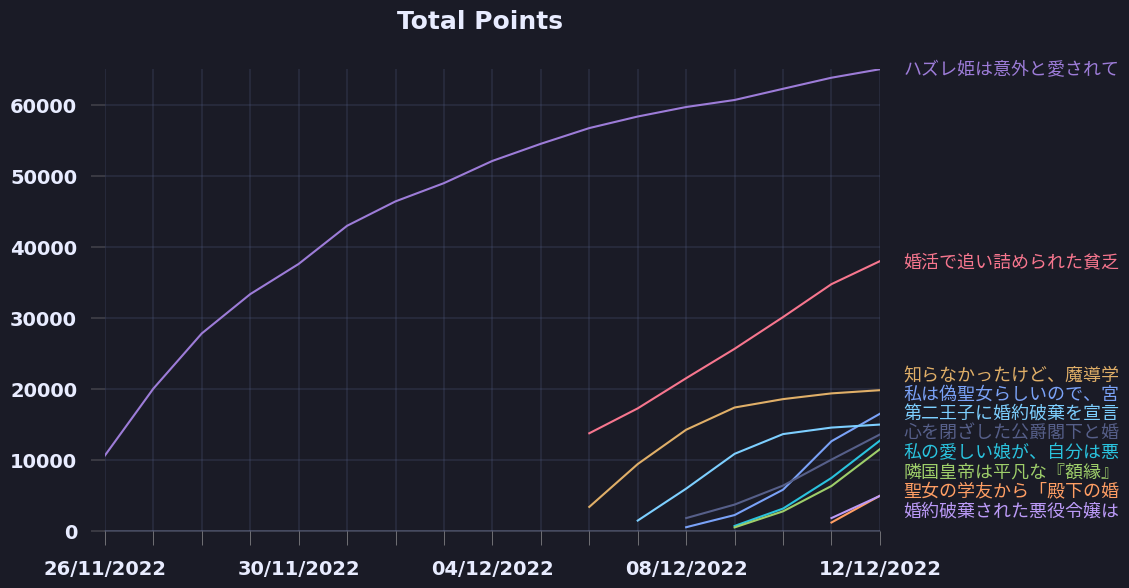 Total Points
60000
50000
40000
30000
20000
10000
0
26/11/2022
30/11/2022
04/12/2022
08/12/2022
12/12/2022
ハズレ姫は意外と愛されて
婚活で追い詰められた貧乏
知らなかったけど、魔導学
私は偽聖女らしいので、宮
第二王子に婚約破棄を宣言
心を閉ざした公爵閣下と婚
私の愛しい娘が、自分は悪
隣国皇帝は平凡な『額縁』
聖女の学友から「殿下の婚
婚約破棄された悪役令嬢は